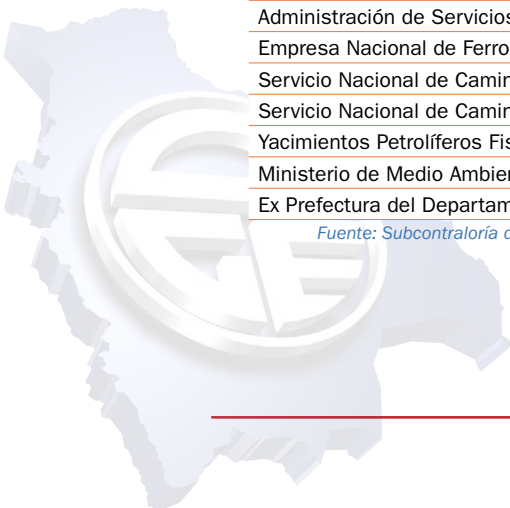 Administración de Servicios
Empresa Nacional de Ferro
Servicio Nacional de Camin
Servicio Nacional de Camin
Yacimientos Petrolíferos Fis
Ministerio de Medio Ambien
Ex Prefectura del Departam
Fuente: Subcontraloría d